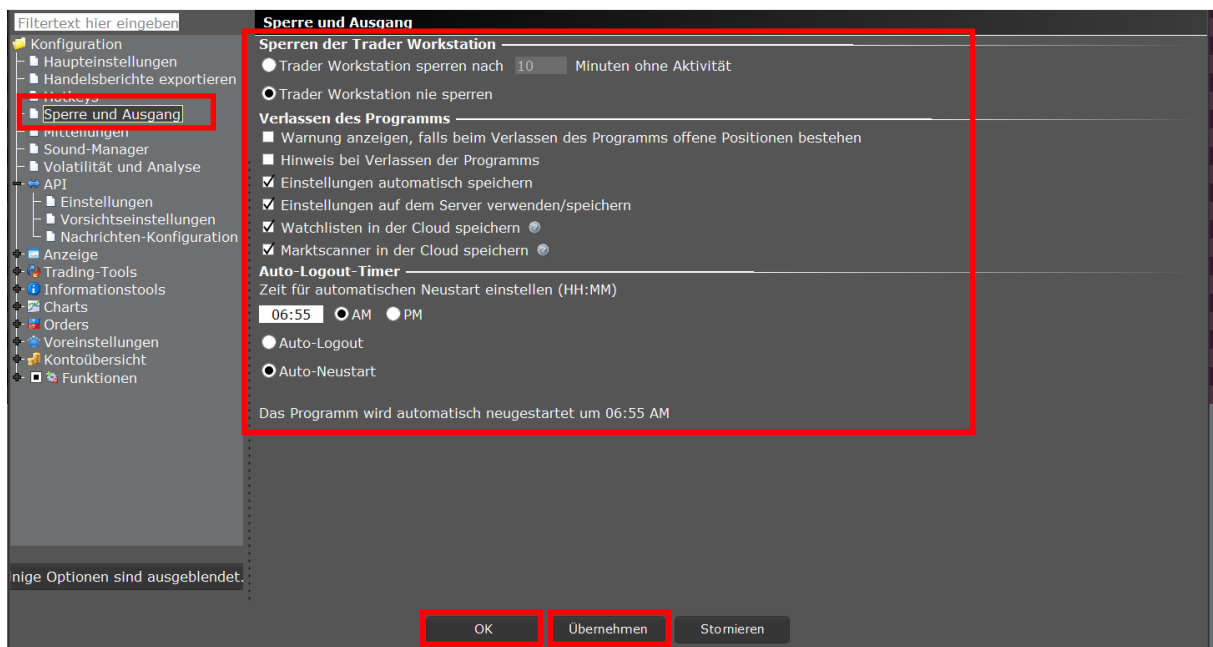 Filtertext hier eingeben
Konfiguration
Haupteinstellungen
Handelsberichte exportieren
Hotkeys
Sperre und Ausgang
Mitteilungen
Sound-Manager
Volatilität und Analyse
API
Einstellungen
Vorsichtseinstellungen
Nachrichten-Konfiguration
Anzeige
Trading-Tools
Informationstools
Charts
Orders
Voreinstellungen
Kontoübersicht
Funktionen
nige Optionen sind ausgeblendet.
Sperre und Ausgang
Sperren der Trader Workstation
Trader Workstation sperren nach 10 Minuten ohne Aktivität
Trader Workstation nie sperren
Verlassen des Programms
Warnung anzeigen, falls beim Verlassen des Programms offene Positionen bestehen
Hinweis bei Verlassen der Programms
Einstellungen automatisch speichern
Einstellungen auf dem Server verwenden/speichern
Watchlisten in der Cloud speichern
Marktscanner in der Cloud speichern
Auto-Logout-Timer
Zeit für automatischen Neustart einstellen (HH:MM)
06:55 AM PM
Auto-Logout
Auto-Neustart
Das Programm wird automatisch neugestartet um 06:55 AM
OK Übernehmen Stornieren